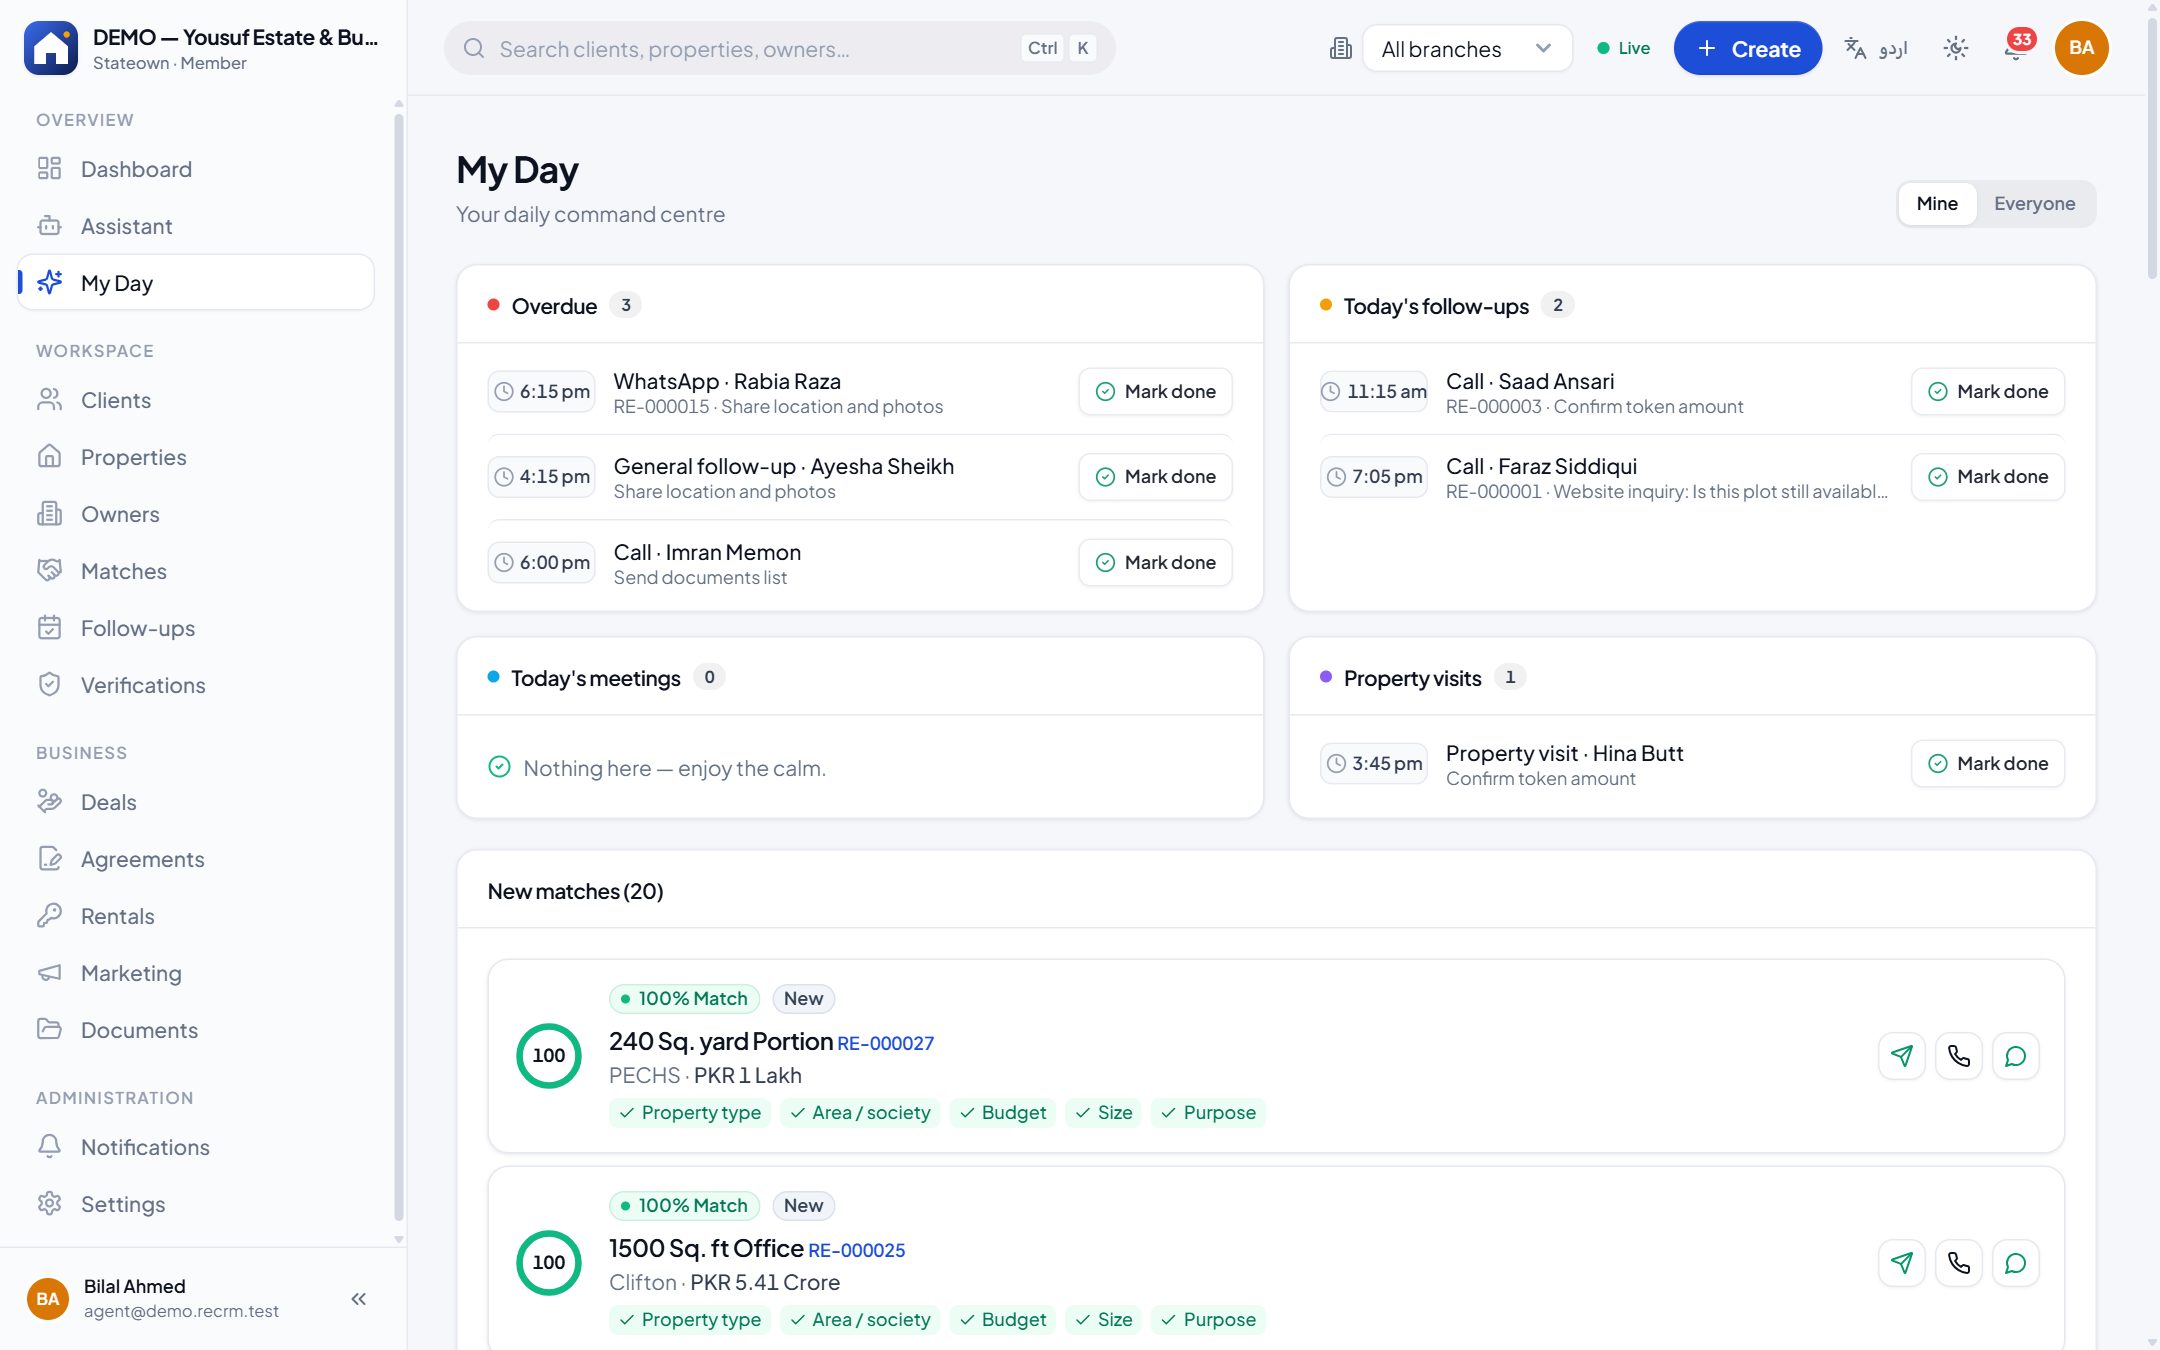 DEMO — Yousuf Estate & Bu...
Stateown · Member
OVERVIEW
Dashboard
Assistant
My Day
WORKSPACE
Clients
Properties
Owners
Matches
Follow-ups
Verifications
BUSINESS
Deals
Agreements
Rentals
Marketing
Documents
ADMINISTRATION
Notifications
Settings
BA
Bilal Ahmed
agent@demo.recrm.test
Search clients, properties, owners...
Ctrl K
All branches
Live
+ Create
اردو
33
BA
My Day
Your daily command centre
Mine Everyone
Overdue 3
6:15 pm
WhatsApp · Rabia Raza
RE-000015 · Share location and photos
Mark done
4:15 pm
General follow-up · Ayesha Sheikh
Share location and photos
Mark done
6:00 pm
Call · Imran Memon
Send documents list
Mark done
Today's follow-ups 2
11:15 am
Call · Saad Ansari
RE-000003 · Confirm token amount
Mark done
7:05 pm
Call · Faraz Siddiqui
RE-000001 · Website inquiry: Is this plot still availabl...
Mark done
Today's meetings 0
Nothing here — enjoy the calm.
Property visits 1
3:45 pm
Property visit · Hina Butt
Confirm token amount
Mark done
New matches (20)
100
100% Match New
240 Sq. yard Portion RE-000027
PECHS · PKR 1 Lakh
Property type Area / society Budget Size Purpose
100
100% Match New
1500 Sq. ft Office RE-000025
Clifton · PKR 5.41 Crore
Property type Area / society Budget Size Purpose